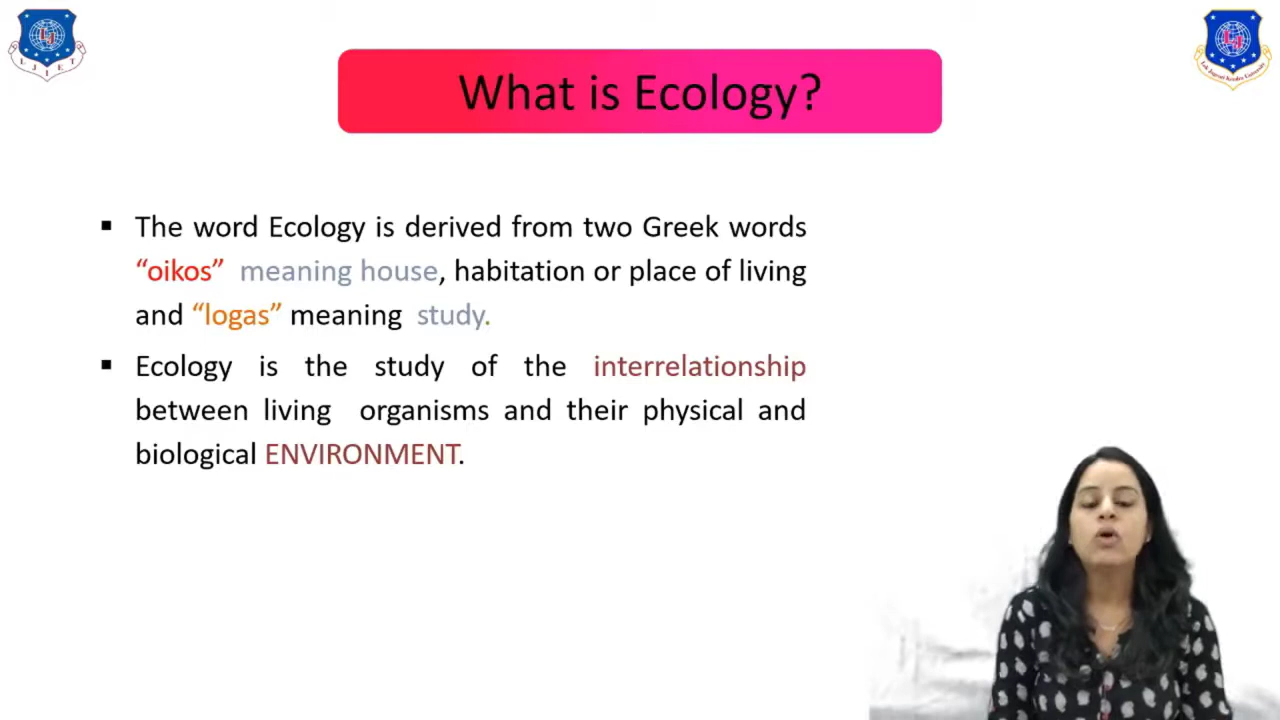 LJIET
What is Ecology?
The word Ecology is derived from two Greek words
“oikos” meaning house, habitation or place of living
and “logas” meaning study.
Ecology is the study of the interrelationship
between living organisms and their physical and
biological ENVIRONMENT.